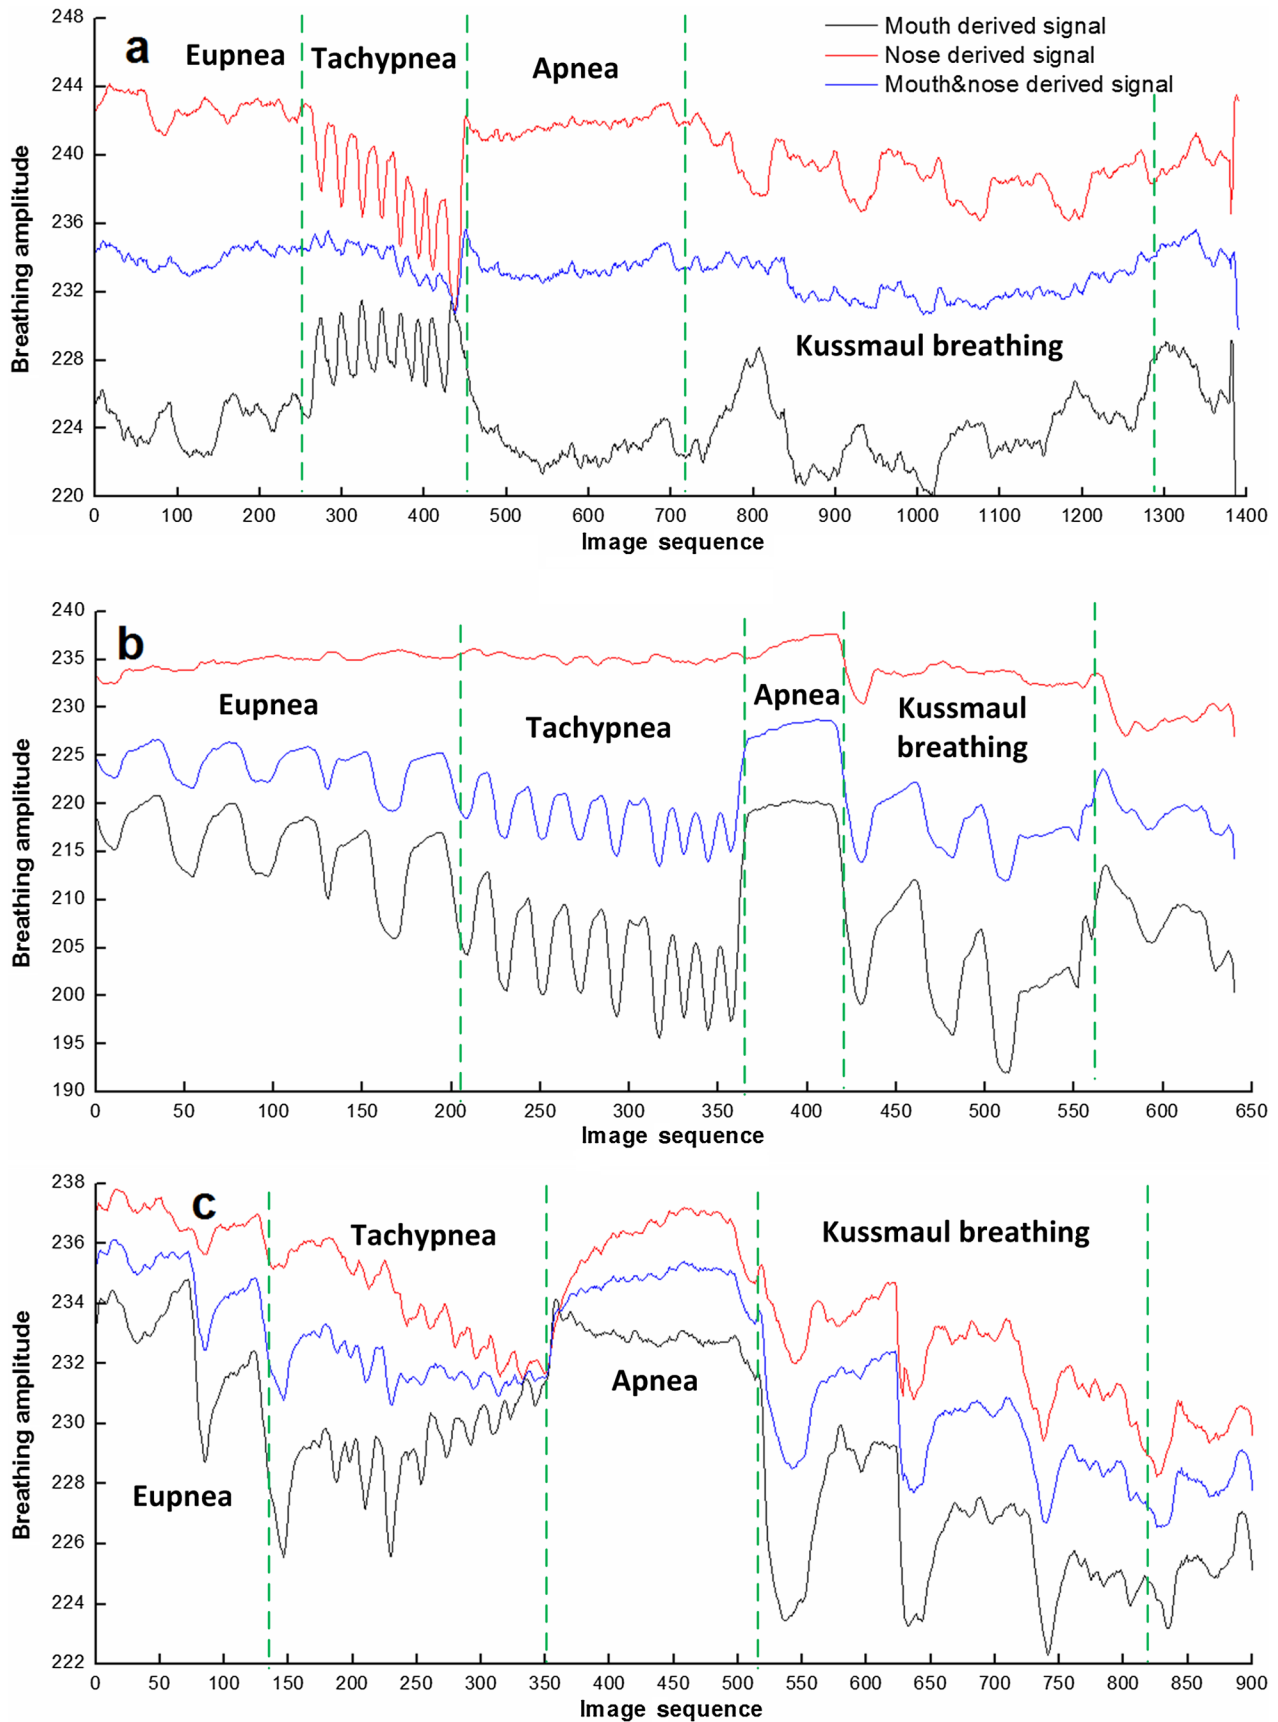 248
a
Eupnea
Tachypnea
Apnea
Mouth derived signal
Nose derived signal
Mouth&nose derived signal
244
240
236
232
228
224
220
Breathing amplitude
Kussmaul breathing
0 100 200 300 400 500 600 700 800 900 1000 1100 1200 1300 1400
Image sequence
240
b
235
230
225
220
215
210
205
200
195
190
Breathing amplitude
Eupnea
Tachypnea
Apnea
Kussmaul
breathing
0 50 100 150 200 250 300 350 400 450 500 550 600 650
Image sequence
238
c
236
234
232
230
228
226
224
222
Breathing amplitude
Tachypnea
Kussmaul breathing
Apnea
Eupnea
0 50 100 150 200 250 300 350 400 450 500 550 600 650 700 750 800 850 900
Image sequence